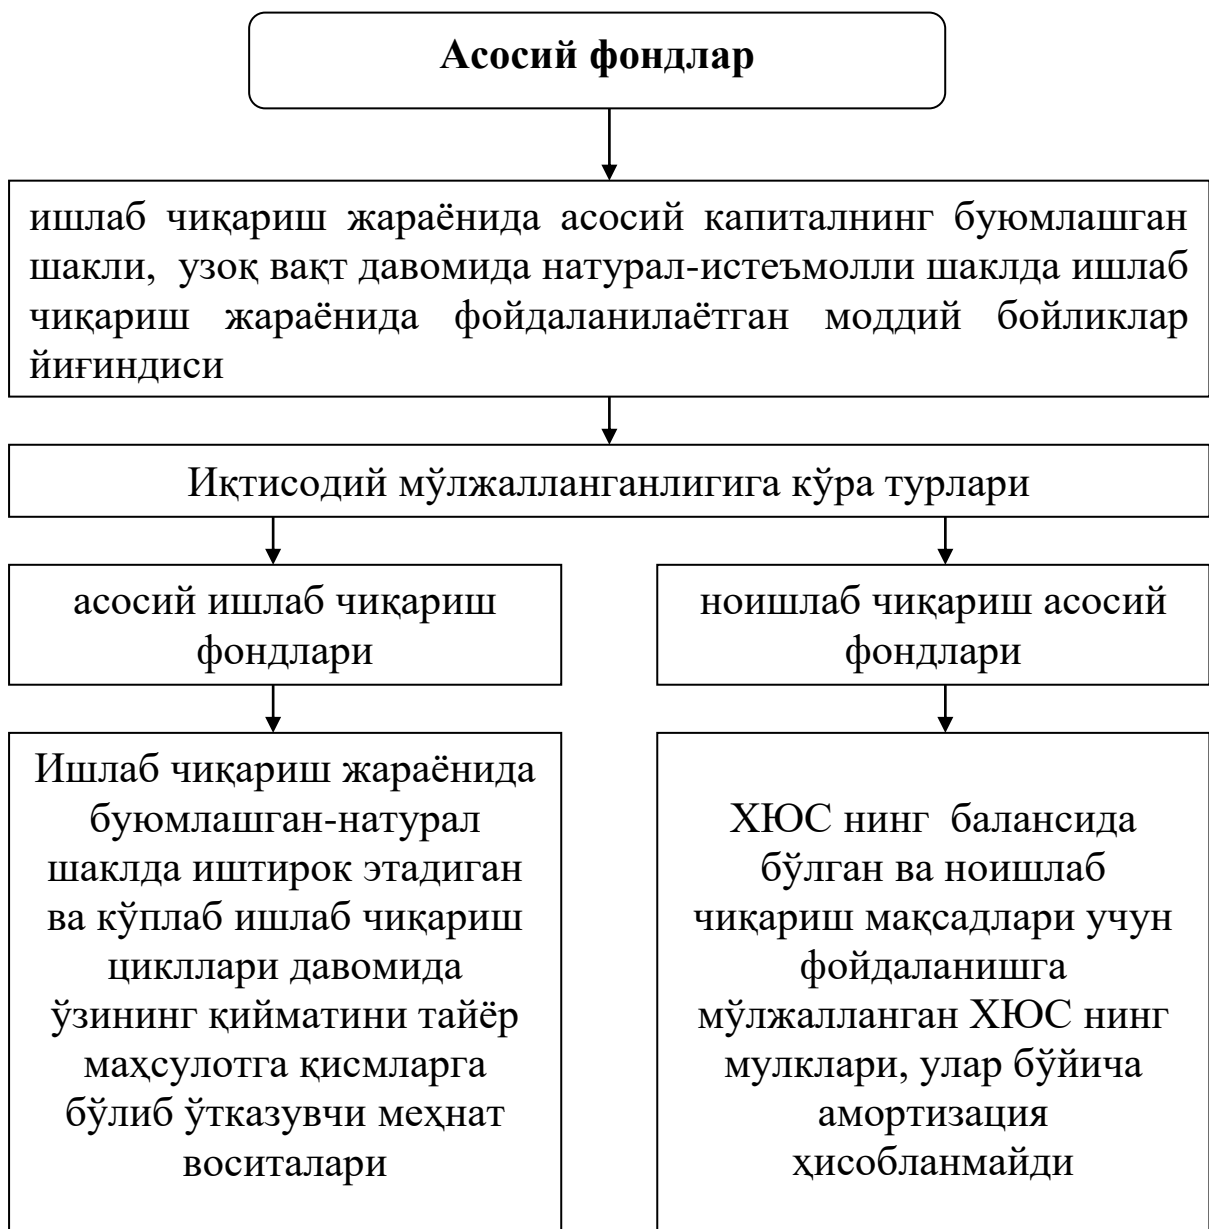 Асосий фондлар
ишлаб чиқариш жараёнида асосий капиталнинг буюмлашган
шакли, узоқ вақт давомида натурал-истеъмолли шаклда ишлаб
чиқариш жараёнида фойдаланилаётган моддий бойликлар
йиғиндиси
Иқтисодий мўлжалланганлигига кўра турлари
асосий ишлаб чиқариш
фондлари
ноишлаб чиқариш асосий
фондлари
Ишлаб чиқариш жараёнида
буюмлашган-натурал
шаклда иштирок этадиган
ва кўплаб ишлаб чиқариш
цикллари давомида
ўзининг қийматини тайёр
маҳсулотга қисмларга
бўлиб ўтказувчи меҳнат
воситалари
ХЮС нинг балансида
бўлган ва ноишлаб
чиқариш мақсадлари учун
фойдаланишга
мўлжалланган ХЮС нинг
мулклари, улар бўйича
амортизация
ҳисобланмайди